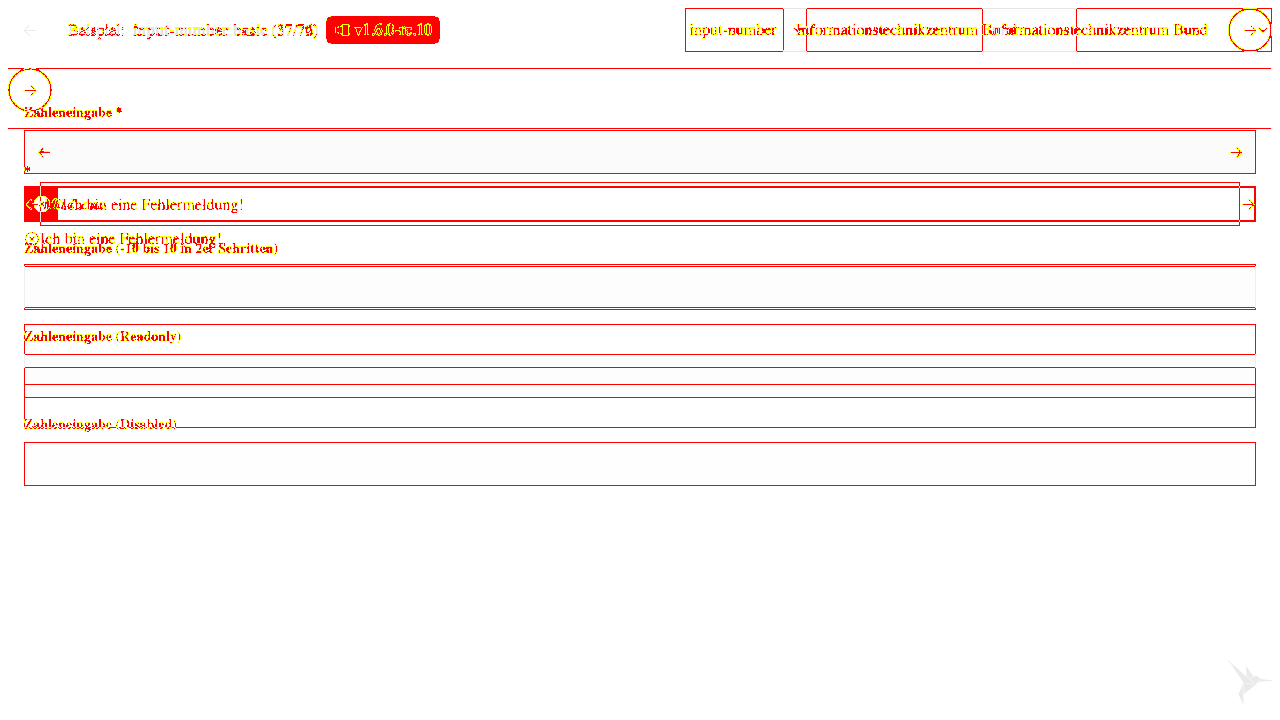 Beispiel: input-number basic (37/76) v1.6.0-rc.10 input-number Informationstechnikzentrum Informationstechnikzentrum Bund
Zahleneingabe *
*
Ich bin eine Fehlermeldung!
Ich bin eine Fehlermeldung!
Zahleneingabe (-10 bis 10 in 2er Schritten)
Zahleneingabe (Readonly)
Zahleneingabe (Disabled)